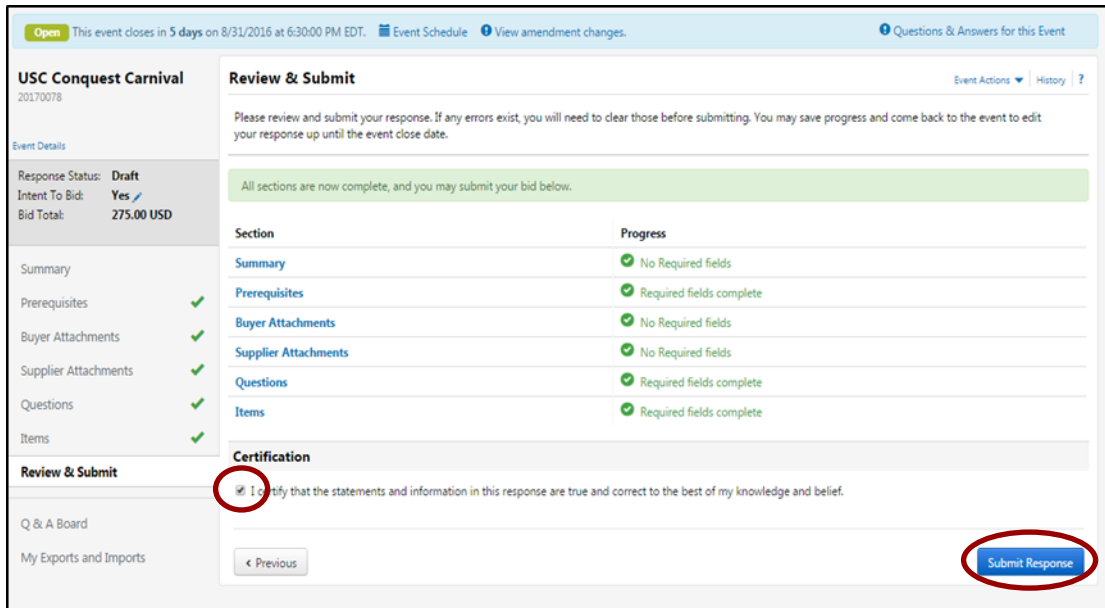 Open This event closes in 5 days on 8/31/2016 at 6:30:00 PM EDT. Event Schedule View amendment changes. Questions & Answers for this Event
USC Conquest Carnival
20170078
Event Details
Response Status: Draft
Intent To Bid: Yes
Bid Total: 275.00 USD
Summary
Prerequisites
Buyer Attachments
Supplier Attachments
Questions
Items
Review & Submit
Q & A Board
My Exports and Imports
Review & Submit
Event Actions History ?
Please review and submit your response. If any errors exist, you will need to clear those before submitting. You may save progress and come back to the event to edit
your response up until the event close date.
All sections are now complete, and you may submit your bid below.
Section Progress
Summary No Required fields
Prerequisites Required fields complete
Buyer Attachments No Required fields
Supplier Attachments No Required fields
Questions Required fields complete
Items Required fields complete
Certification
I certify that the statements and information in this response are true and correct to the best of my knowledge and belief.
< Previous Submit Response